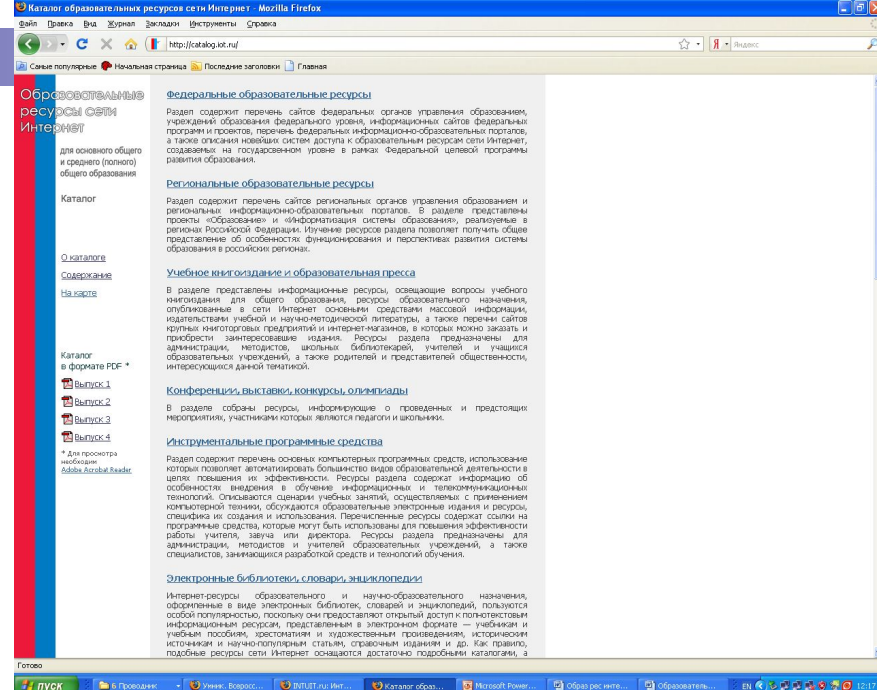 Каталог образовательных ресурсов сети Интернет - Mozilla Firefox
Файл Правка Вид Журнал Закладки Инструменты Справка
http://catalog.iot.ru/
Яндекс
Самые популярные Начальная страница Последние заголовки Главная
Образовательные
ресурсы сети
Интернет
для основного общего
и среднего (полного)
общего образования
Каталог
О каталоге
Содержание
На карте
Каталог
в формате PDF *
Выпуск 1
Выпуск 2
Выпуск 3
Выпуск 4
* Для просмотра
необходим
Adobe Acrobat Reader
Федеральные образовательные ресурсы
Раздел содержит перечень сайтов федеральных органов управления образованием,
учреждений образования федерального уровня, информационных сайтов федеральных
программ и проектов, перечень федеральных информационно-образовательных порталов,
а также описания новейших систем доступа к образовательным ресурсам сети Интернет,
создаваемых на государсвенном уровне в рамках Федеральной целевой программы
развития образования.
Региональные образовательные ресурсы
Раздел содержит перечень сайтов региональных органов управления образованием и
региональных информационно-образовательных порталов. В разделе представлены
проекты «Образование» и «Информатизация системы образования», реализуемые в
регионах Российской Федерации. Изучение ресурсов раздела позволяет получить общее
представление об особенностях функционирования и перспективах развития системы
образования в российских регионах.
Учебное книгоиздание и образовательная пресса
В разделе представлены информационные ресурсы, освещающие вопросы учебного
книгоиздания для общего образования, ресурсы образовательного назначения,
опубликованные в сети Интернет основными средствами массовой информации,
издательствами учебной и научно-методической литературы, а также перечни сайтов
крупных книготорговых предприятий и интернет-магазинов, в которых можно заказать и
приобрести заинтересовавшие издания. Ресурсы раздела предназначены для
администрации, методистов, школьных библиотекарей, учителей и учащихся
образовательных учреждений, а также родителей и представителей общественности,
интересующихся данной тематикой.
Конференции, выставки, конкурсы, олимпиады
В разделе собраны ресурсы, информирующие о проведенных и предстоящих
мероприятиях, участниками которых являются педагоги и школьники.
Инструментальные программные средства
Раздел содержит перечень основных компьютерных программных средств, использование
которых позволяет автоматизировать большинство видов образовательной деятельности в
целях повышения их эффективности. Ресурсы раздела содержат информацию об
особенностях внедрения в обучение информационных и телекоммуникационных
технологий. Описываются сценарии учебных занятий, осуществляемых с применением
компьютерной техники, обсуждаются образовательные электронные издания и ресурсы,
специфика их создания и использования. Перечисленные ресурсы содержат ссылки на
программные средства, которые могут быть использованы для повышения эффективности
работы учителя, завуча или директора. Ресурсы раздела предназначены для
администрации, методистов и учителей образовательных учреждений, а также
специалистов, занимающихся разработкой средств и технологий обучения.
Электронные библиотеки, словари, энциклопедии
Интернет-ресурсы образовательного и научно-образовательного назначения,
оформленные в виде электронных библиотек, словарей и энциклопедий, пользуются
особой популярностью, поскольку они предоставляют открытый доступ к полнотекстовым
информационным ресурсам, представленным в электронном формате — учебникам и
учебным пособиям, хрестоматиям и художественным произведениям, историческим
источникам и научно-популярным статьям, справочным изданиям и др. Как правило,
подобные ресурсы сети Интернет оснащаются достаточно подробными каталогами, а
Готово
пуск 6 Проводник Унник. Всеросс... INTUIT.ru: Инт... Каталог образ... Microsoft Power... Образ рес инте... Образователь... EN 12:17